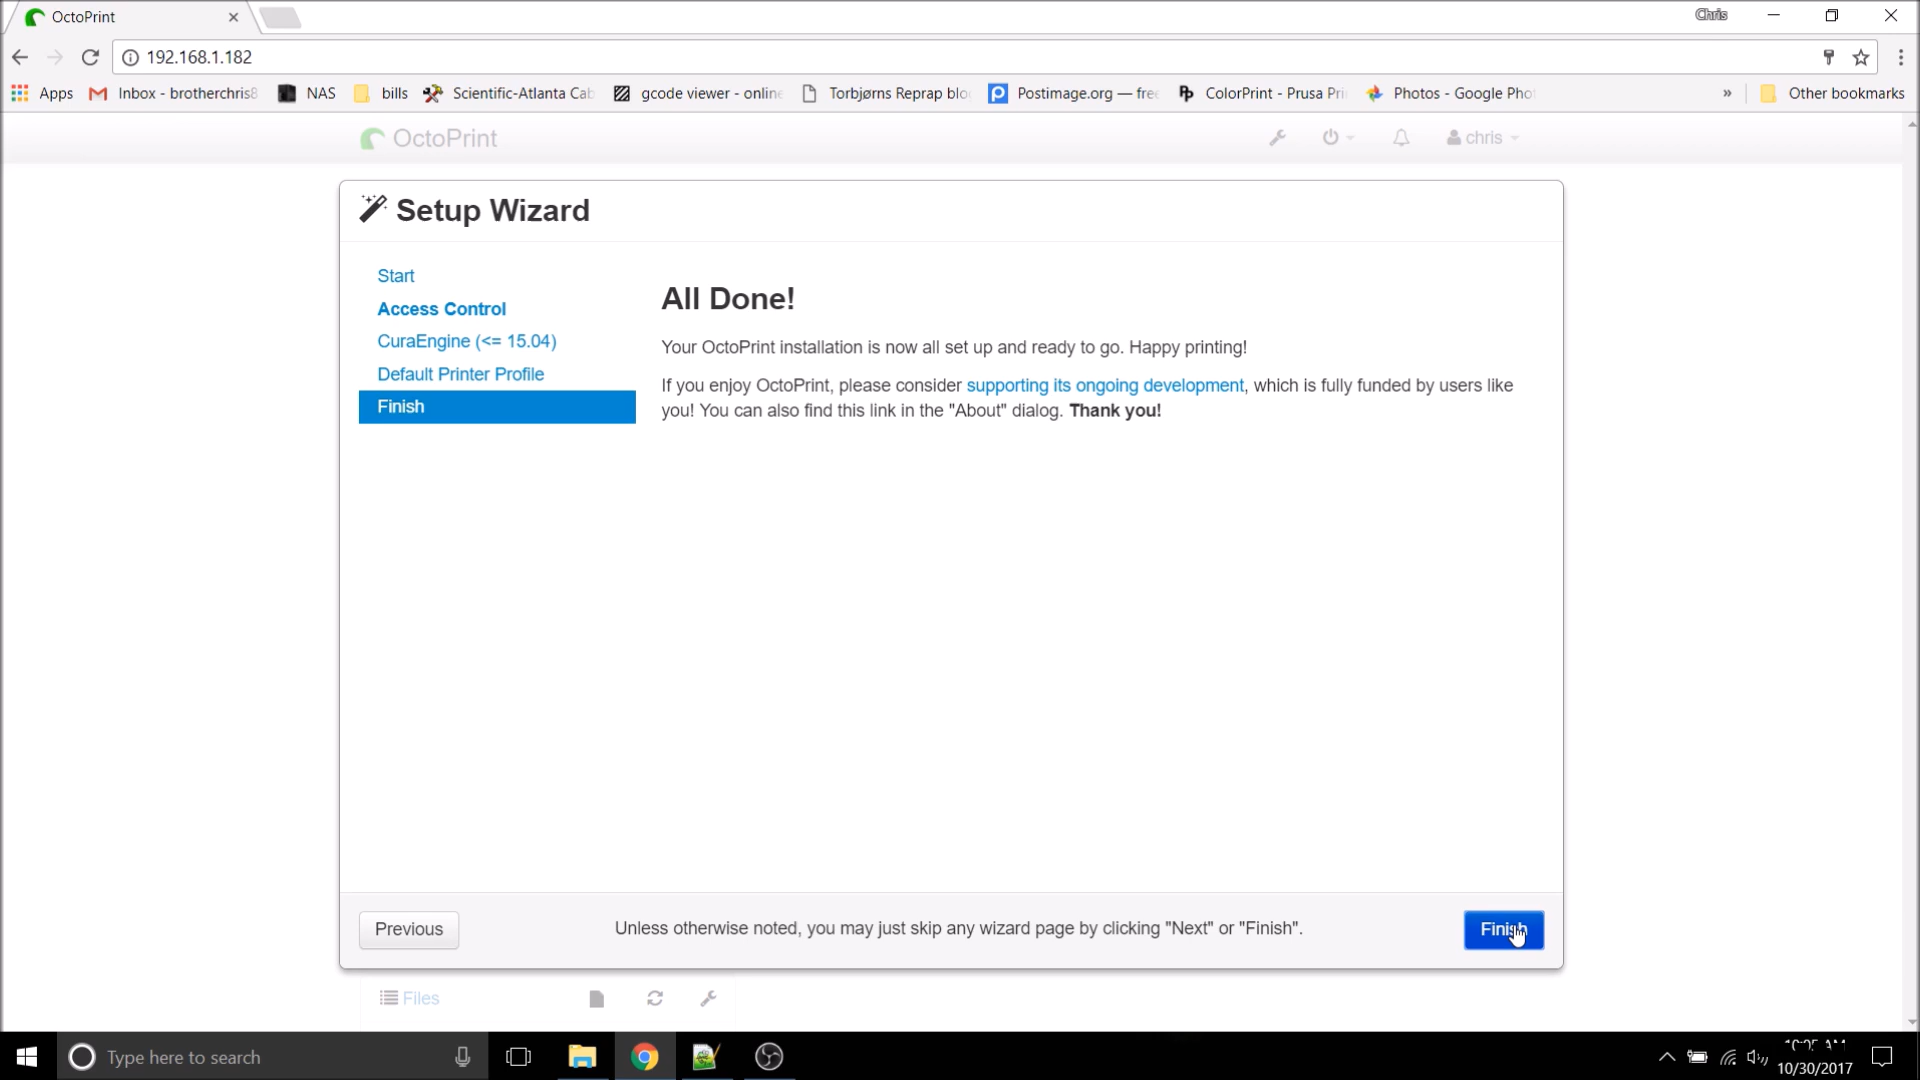 OctoPrint
Chris
192.168.1.182
Apps
Inbox - brotherchris8
NAS
bills
Scientific-Atlanta Cab
gcode viewer - online
Torbjørns Reprap blo
Postimage.org — fre
ColorPrint - Prusa Pri
Photos - Google Pho
»
Other bookmarks
OctoPrint
chris
Setup Wizard
Start
Access Control
CuraEngine (<= 15.04)
Default Printer Profile
Finish
All Done!
Your OctoPrint installation is now all set up and ready to go. Happy printing!
If you enjoy OctoPrint, please consider supporting its ongoing development, which is fully funded by users like
you! You can also find this link in the "About" dialog. Thank you!
Previous
Unless otherwise noted, you may just skip any wizard page by clicking "Next" or "Finish".
Finish
Files
Type here to search
10/30/2017